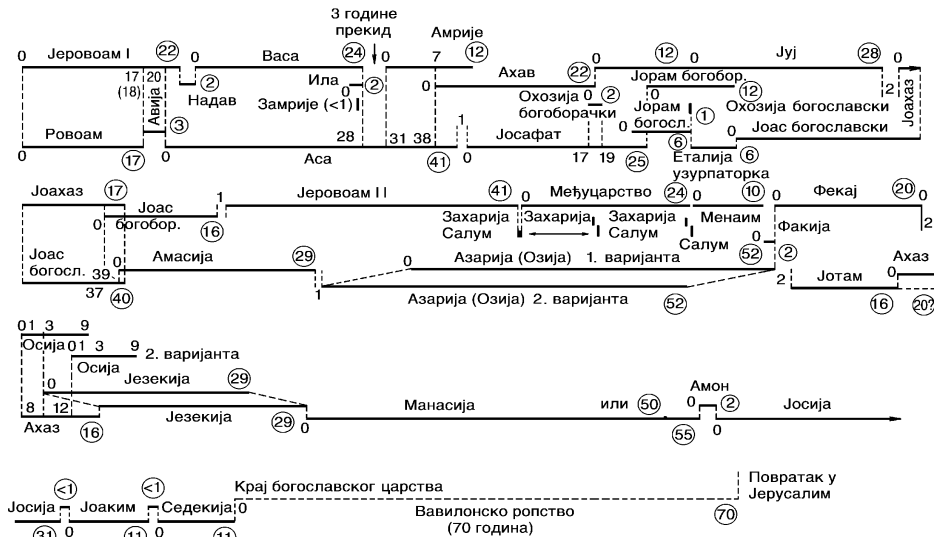 3 године
прекид
Амрије
0 Јеровоам I 22 0 Васа 24 0 7 12 0 12 0 Јуј 28 0
17 20 2 Ила 0 2 0 Ахав 22 Јорам богобор. 2
(18) Авија Надав Замрије (<1) Охозија 2 0 12 Јоахаз
3 богоборачки Јорам 1 Охозија богославски
0 богосл.
Ровоам 28 31 38 1 Јосафат 0 6 0 Јоас богославски
17 0 Аса 41 0 17 19 25 Еталија 6
узурпаторка
Јоахаз 17 1 Јеровоам II 41 0 Међуцарство 24 10 0 Фекај 20
0 Јоас Захарија Захарија Захарија Менаим 2
богобор. 16 Салум Салум Салум 0 Факија
Јоас Амасија 29 0 Азарија (Озија) 1. варијанта 52 2 Ахаз
богосл. 39 0 2 Јотам 0
37 40 1 Азарија (Озија) 2. варијанта 52 16 20?
01 3 9
Осија 01 3 9 2. варијанта
Осија
0 Језекија 29 Амон
8 12 Језекија Манасија или 50 0 2 Јосија
Ахаз 16 29 0 55 0
Јосија <1 Јоаким <1 Седекија Крај богославског царства Повратак у
0 Јерусалим
31 0 11 0 11 Вавилонско ропство 70
(70 година)